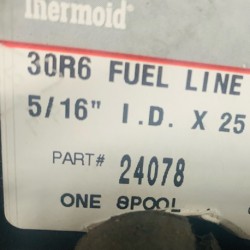 Thermoid
30R6 FUEL LINE
5/16" I.D. X 25
PART# 24078
ONE SPOOL